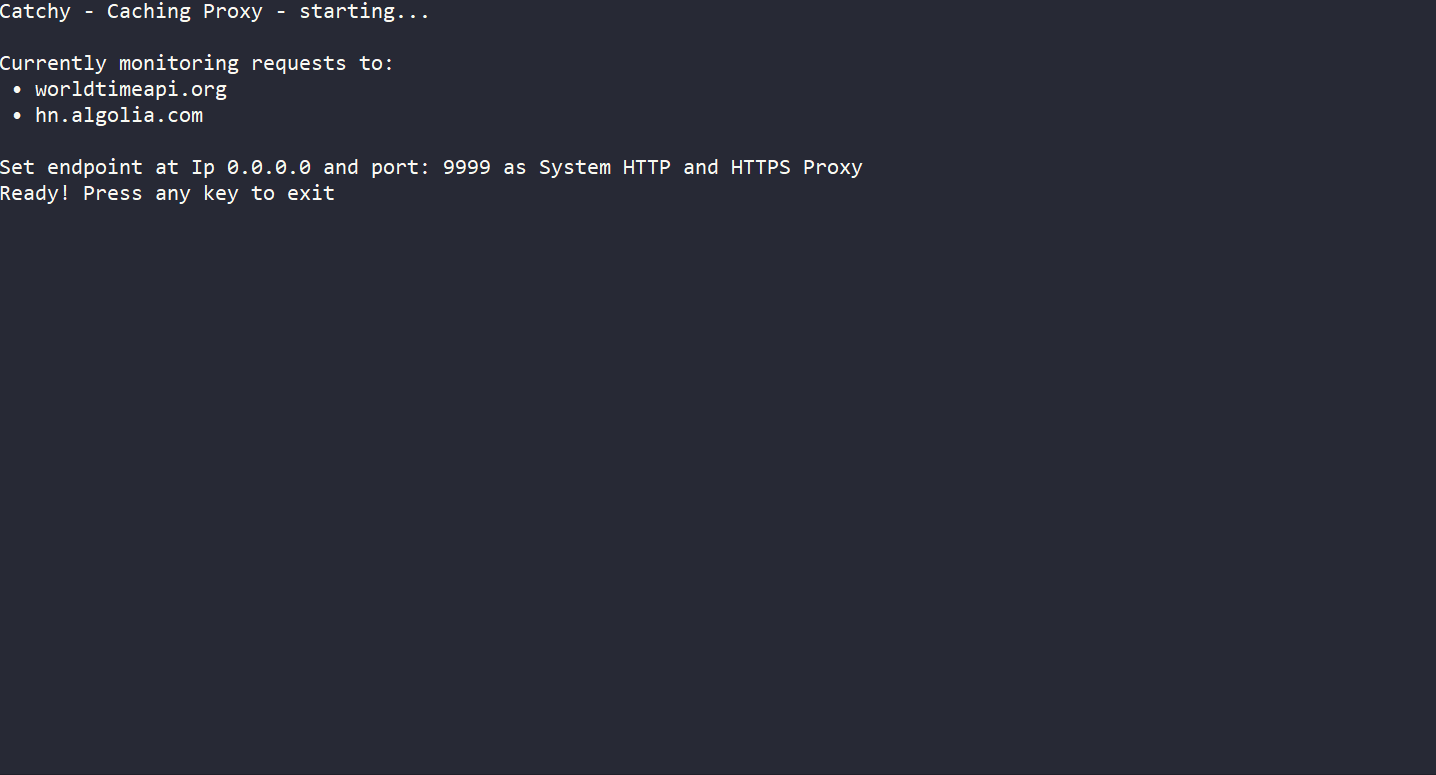 Catchy - Caching Proxy - starting...
Currently monitoring requests to:
• worldtimeapi.org
• hn.algolia.com
Set endpoint at Ip 0.0.0.0 and port: 9999 as System HTTP and HTTPS Proxy
Ready! Press any key to exit